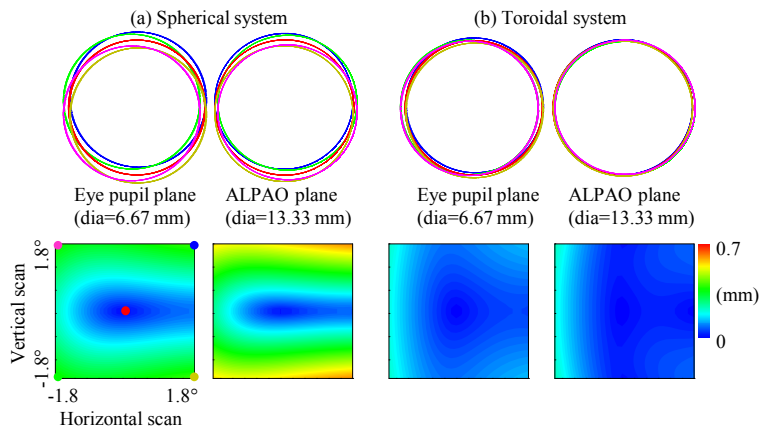 (a) Spherical system
(b) Toroidal system
Eye pupil plane
(dia=6.67 mm)
ALPAO plane
(dia=13.33 mm)
Eye pupil plane
(dia=6.67 mm)
ALPAO plane
(dia=13.33 mm)
Vertical scan
1.8°
-1.8°
-1.8
1.8°
Horizontal scan
0.7
(mm)
0